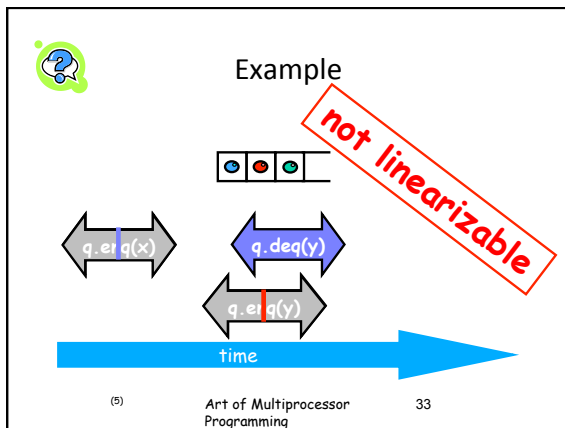 Example
not linearizable
q.enq(x)
q.deq(y)
q.enq(y)
time
(5)
Art of Multiprocessor
Programming
33